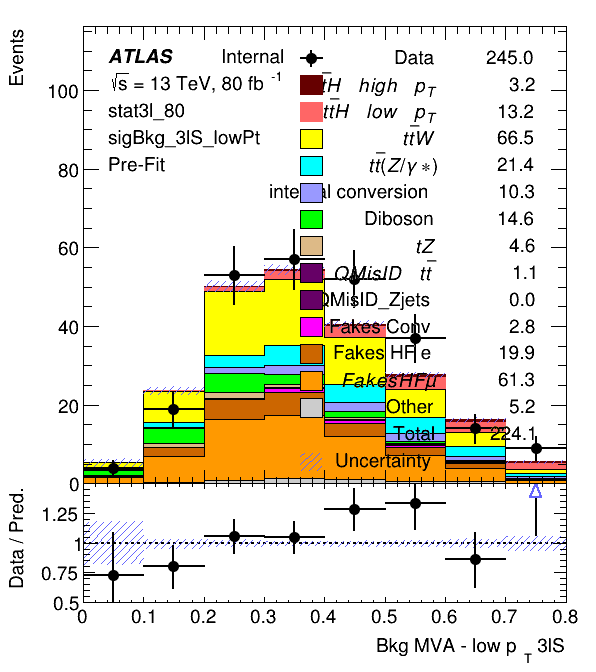 Events
ATLAS Internal
√s = 13 TeV, 80 fb -1
stat3l_80
sigBkg_3lS_lowPt
Pre-Fit
Data 245.0
tt̄H high pT 3.2
tt̄H low pT 13.2
tt̄W 66.5
tt̄(Z/γ*) 21.4
internal conversion 10.3
Diboson 14.6
tZ 4.6
QMisID tt̄ 1.1
QMisID_Zjets 0.0
Fakes Conv 2.8
Fakes HF e 19.9
FakesHFμ 61.3
Other 5.2
Total 224.1
Uncertainty
100
80
60
40
20
0
Data / Pred.
1.25
1
0.75
0.5
0 0.1 0.2 0.3 0.4 0.5 0.6 0.7 0.8
Bkg MVA - low p T 3lS